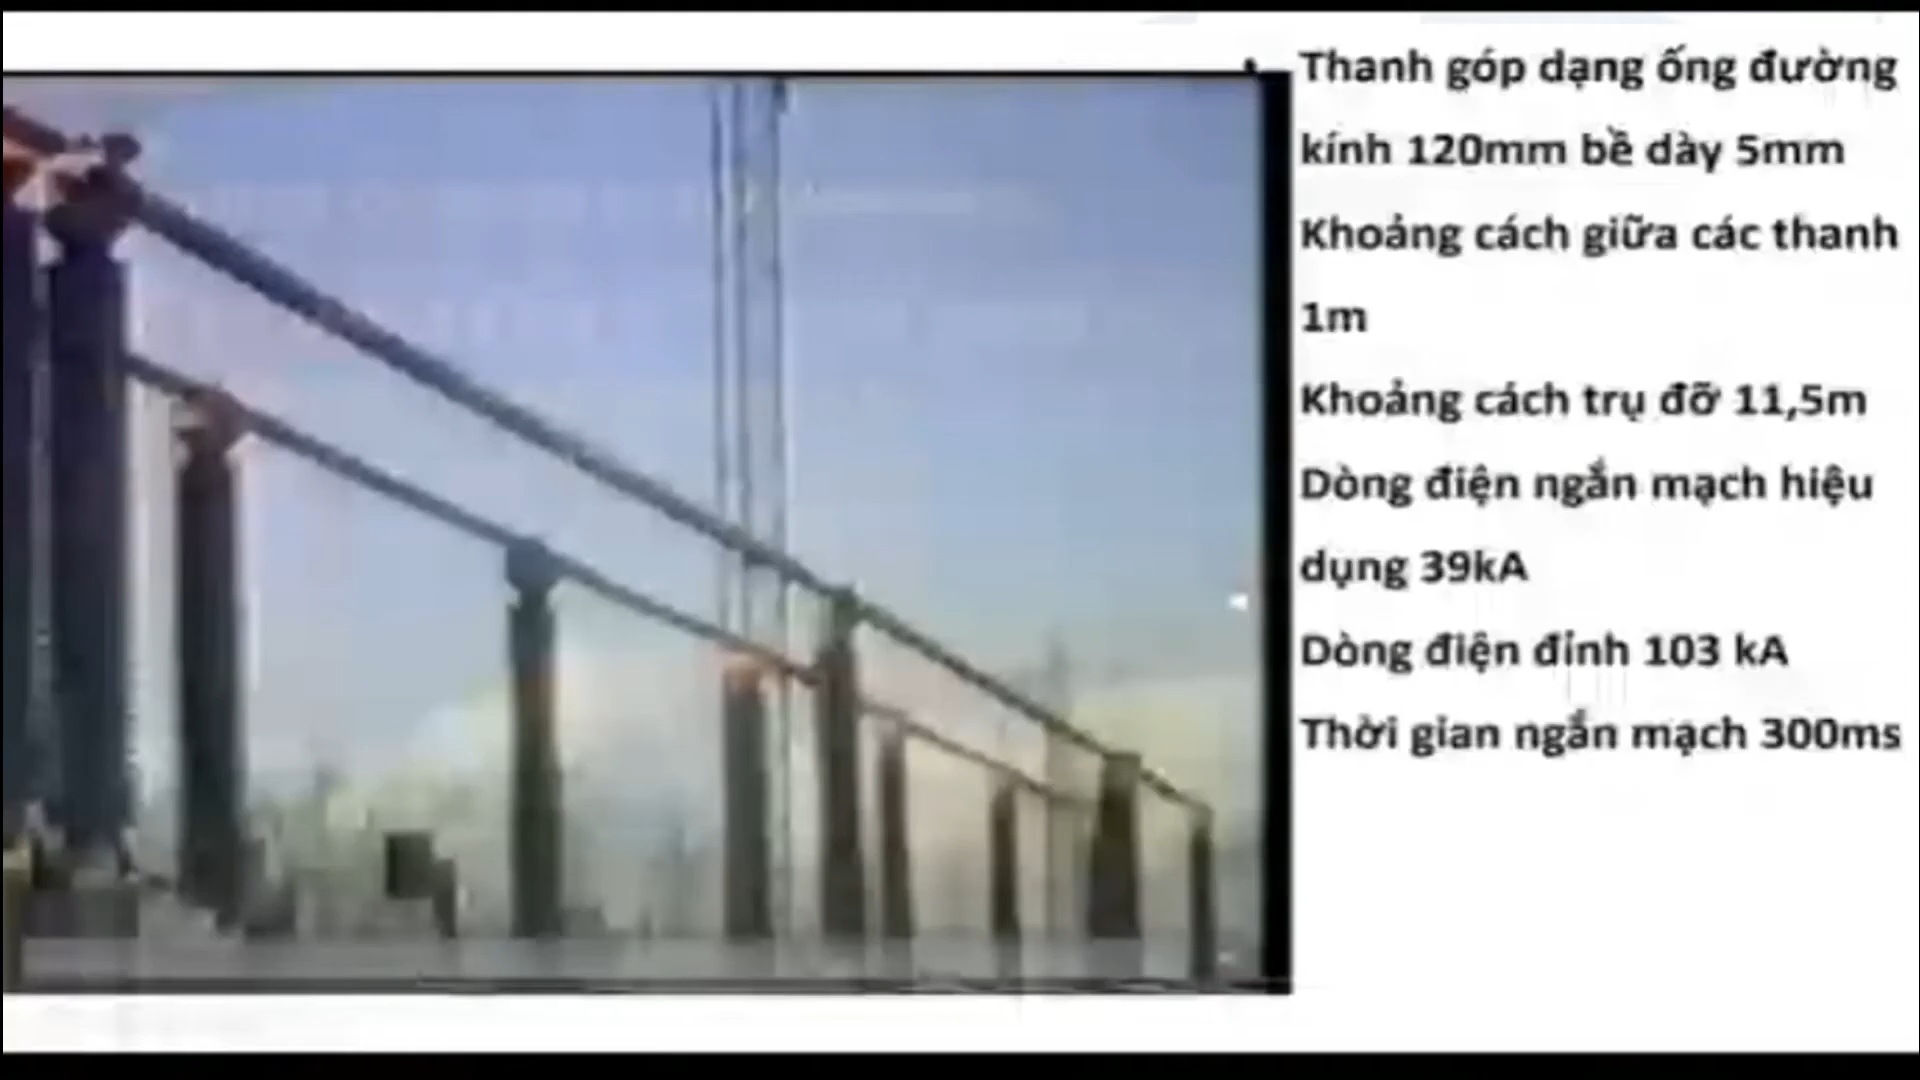 Thanh góp dạng ống đường
kính 120mm bề dày 5mm
Khoảng cách giữa các thanh
1m
Khoảng cách trụ đỡ 11,5m
Dòng điện ngắn mạch hiệu
dụng 39kA
Dòng điện đỉnh 103 kA
Thời gian ngắn mạch 300ms